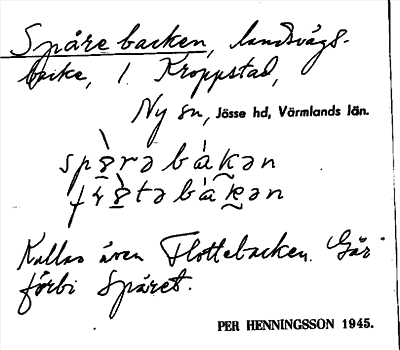 Spårebacken, landsvägs-
backe, l. Kroppstad,
Ny sn, Jösse hd, Värmlands län.
spàrəbákən
Kallas även Flottebacken. Går
förbi Spåret.
PER HENNINGSSON 1945.